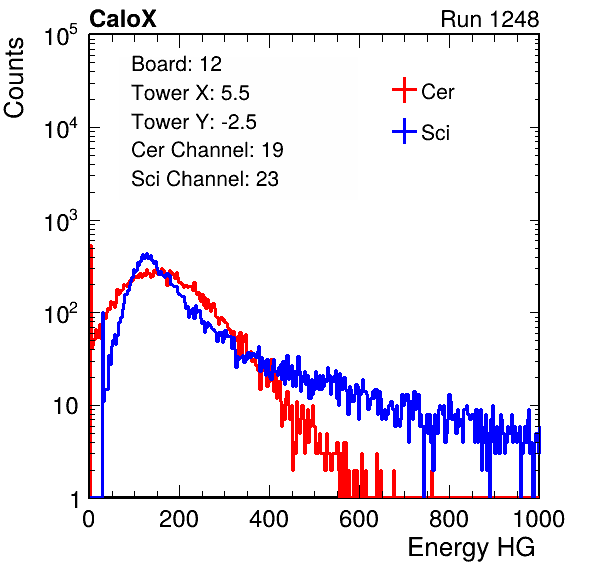 CaloX Run 1248
Counts
10^5
10^4
10^3
10^2
10
1
Board: 12
Tower X: 5.5
Tower Y: -2.5
Cer Channel: 19
Sci Channel: 23
Cer
Sci
0 200 400 600 800 1000
Energy HG